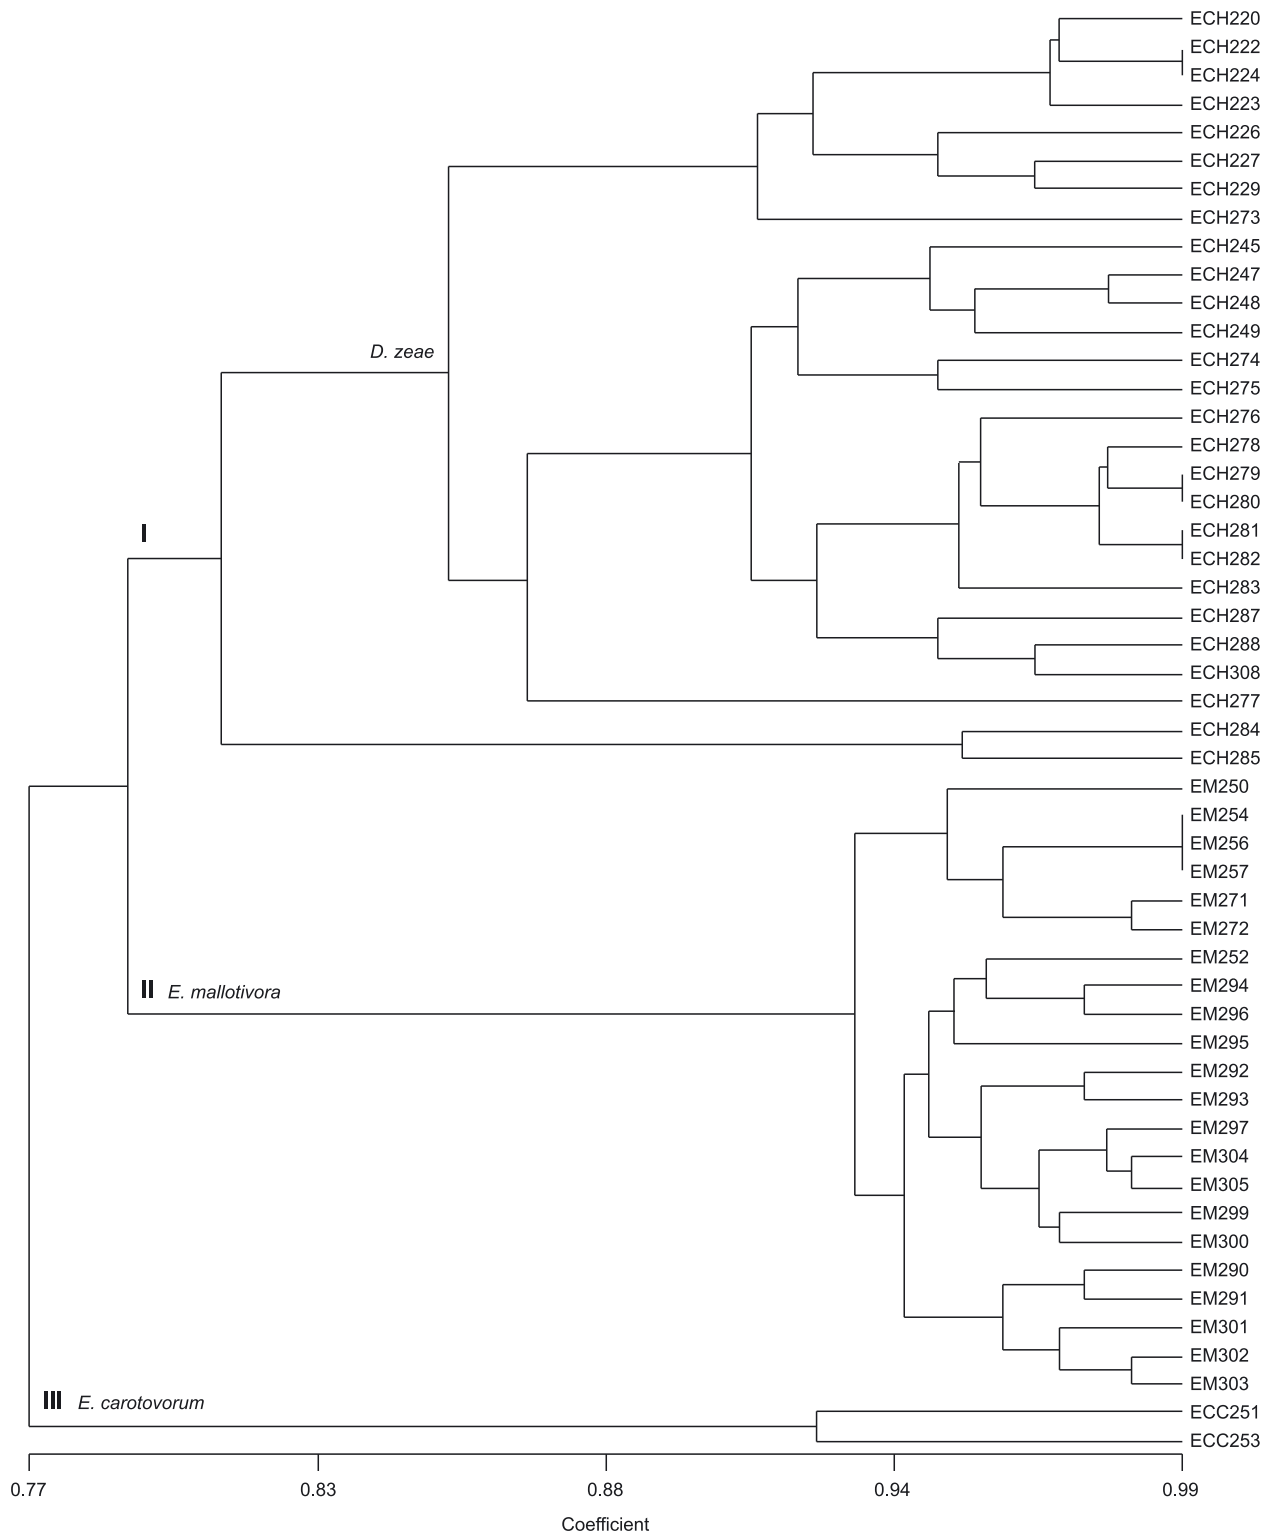 ECH220
ECH222
ECH224
ECH223
ECH226
ECH227
ECH229
ECH273
ECH245
ECH247
ECH248
ECH249
D. zeae
ECH274
ECH275
ECH276
ECH278
ECH279
ECH280
I
ECH281
ECH282
ECH283
ECH287
ECH288
ECH308
ECH277
ECH284
ECH285
EM250
EM254
EM256
EM257
EM271
EM272
EM252
II E. mallotivora
EM294
EM296
EM295
EM292
EM293
EM297
EM304
EM305
EM299
EM300
EM290
EM291
EM301
EM302
EM303
III E. carotovorum
ECC251
ECC253
0.77 0.83 0.88 0.94 0.99
Coefficient